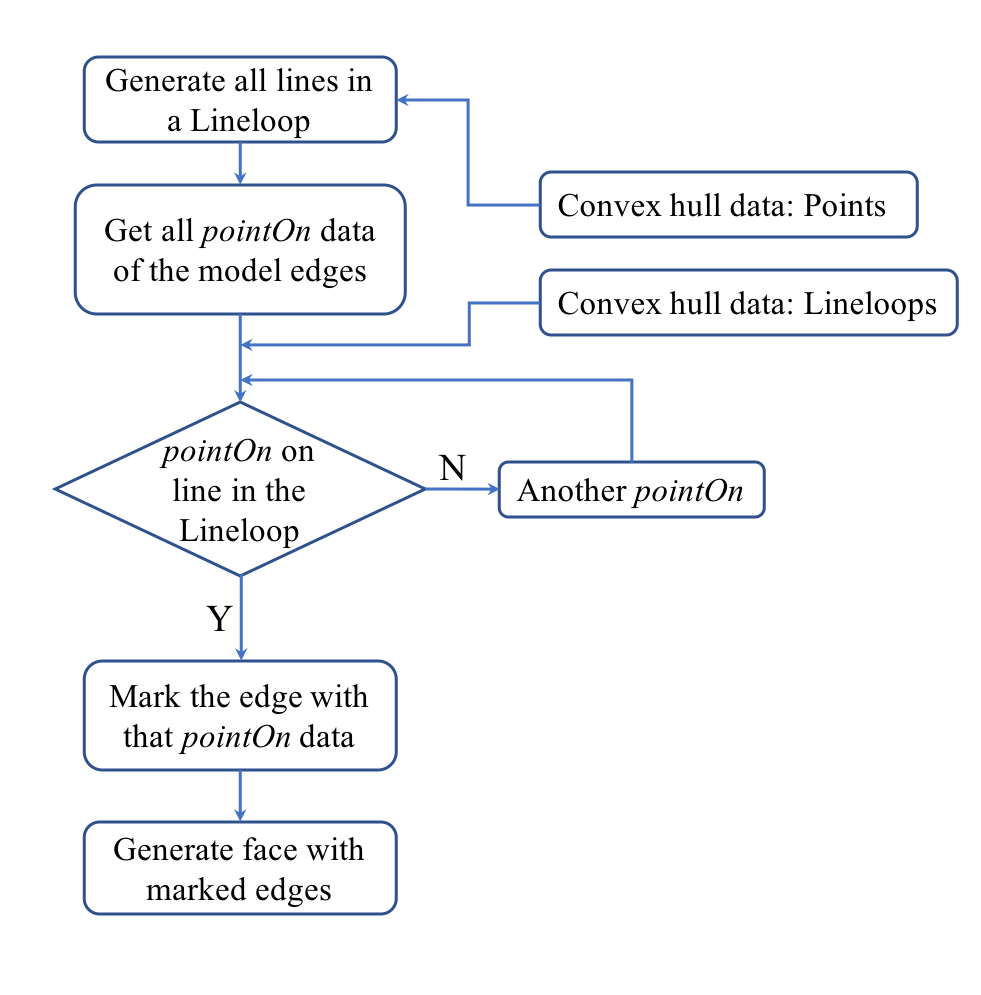 Generate all lines in
a Lineloop
Convex hull data: Points
Get all pointOn data
of the model edges
Convex hull data: Lineloops
pointOn on
line in the
Lineloop
N
Another pointOn
Y
Mark the edge with
that pointOn data
Generate face with
marked edges